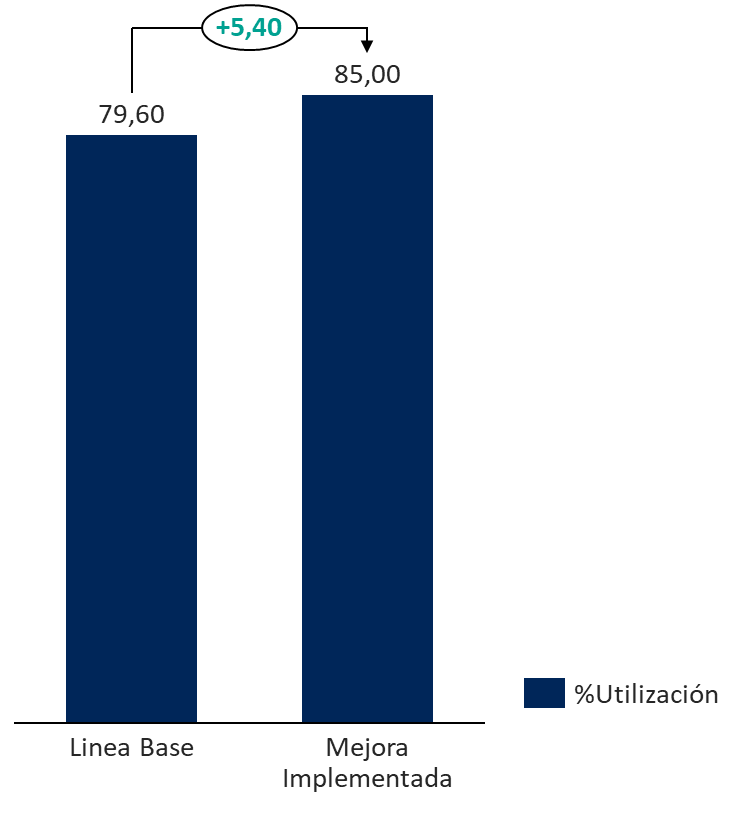 +5,40
85,00
79,60
%Utilización
Linea Base
Mejora
Implementada